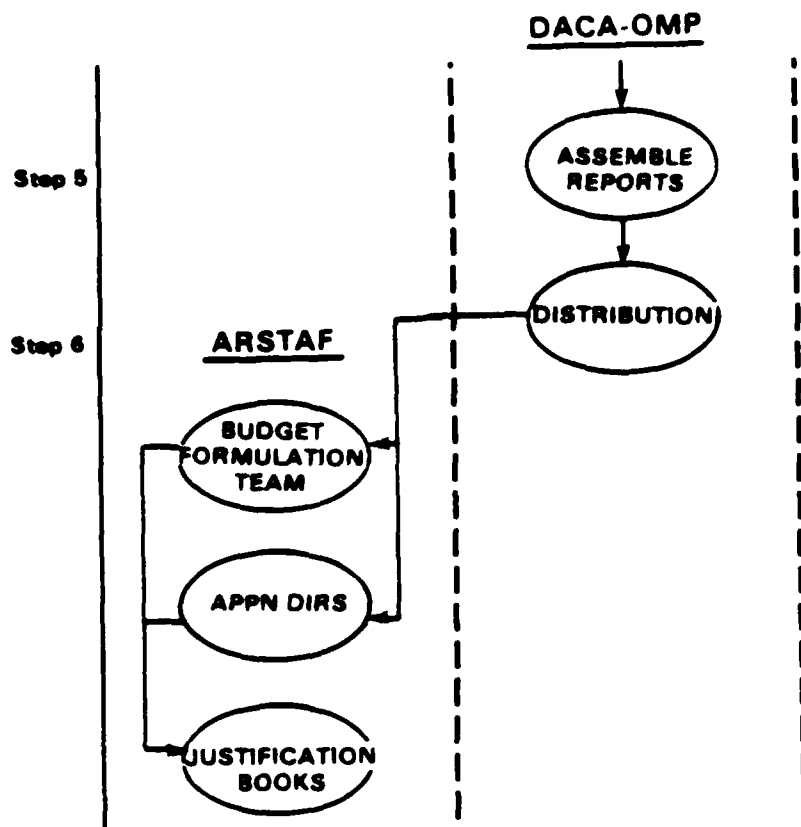 DACA-OMP
Step 5
ASSEMBLE
REPORTS
DISTRIBUTION
Step 6
ARSTAF
BUDGET
FORMULATION
TEAM
APPN DIRS
JUSTIFICATION
BOOKS